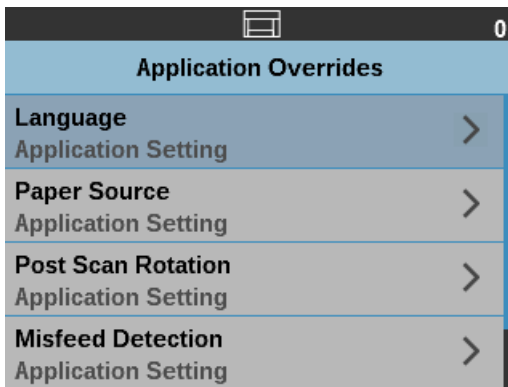 0
Application Overrides
Language
Application Setting
Paper Source
Application Setting
Post Scan Rotation
Application Setting
Misfeed Detection
Application Setting